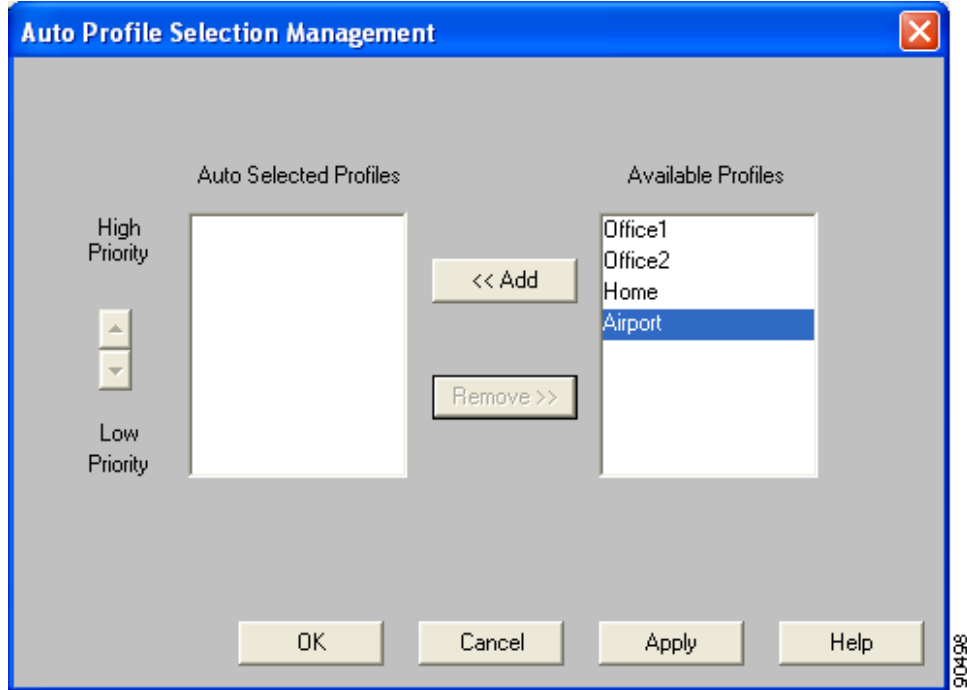 Auto Profile Selection Management
Auto Selected Profiles
Available Profiles
High
Priority
Low
Priority
<< Add
Remove >>
Office1
Office2
Home
Airport
OK
Cancel
Apply
Help
90498